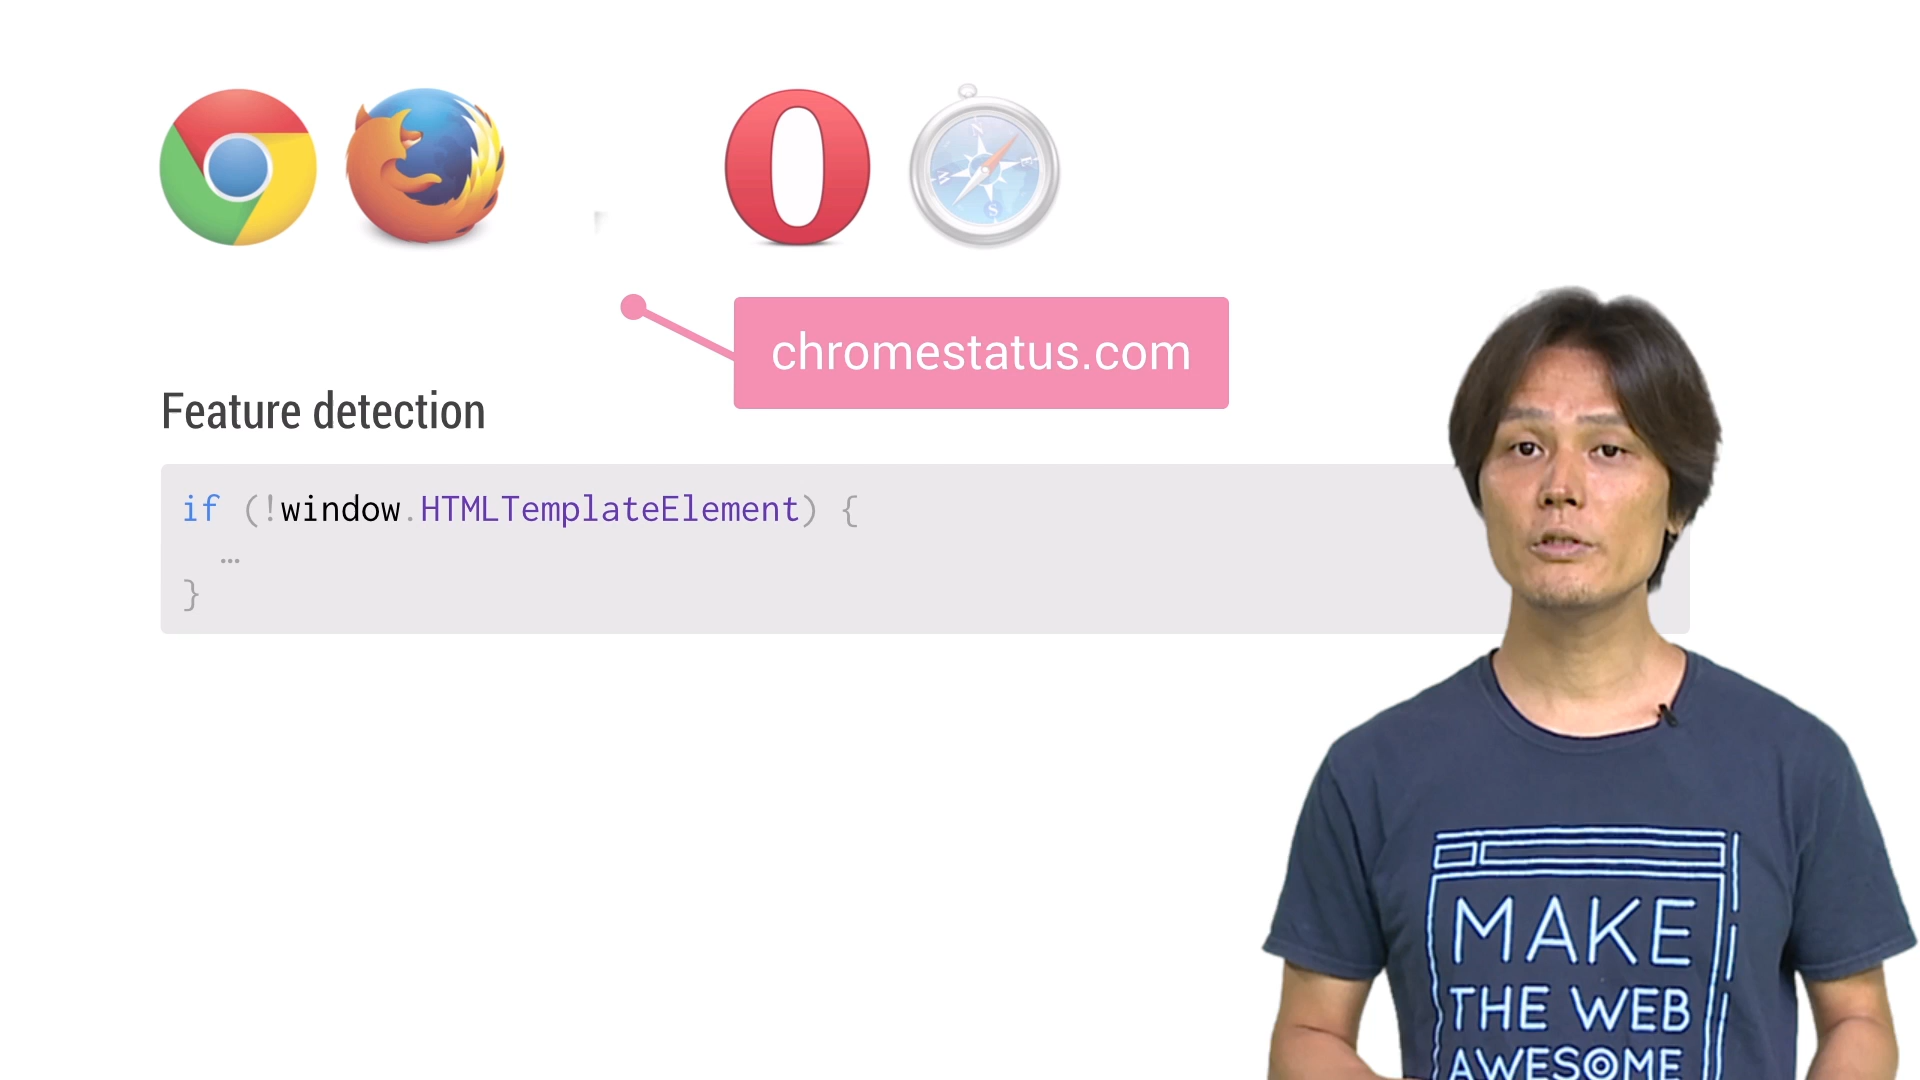 chromestatus.com
Feature detection
if (!window.HTMLTemplateElement) {
…
}
MAKE
THE WEB
AWESOME